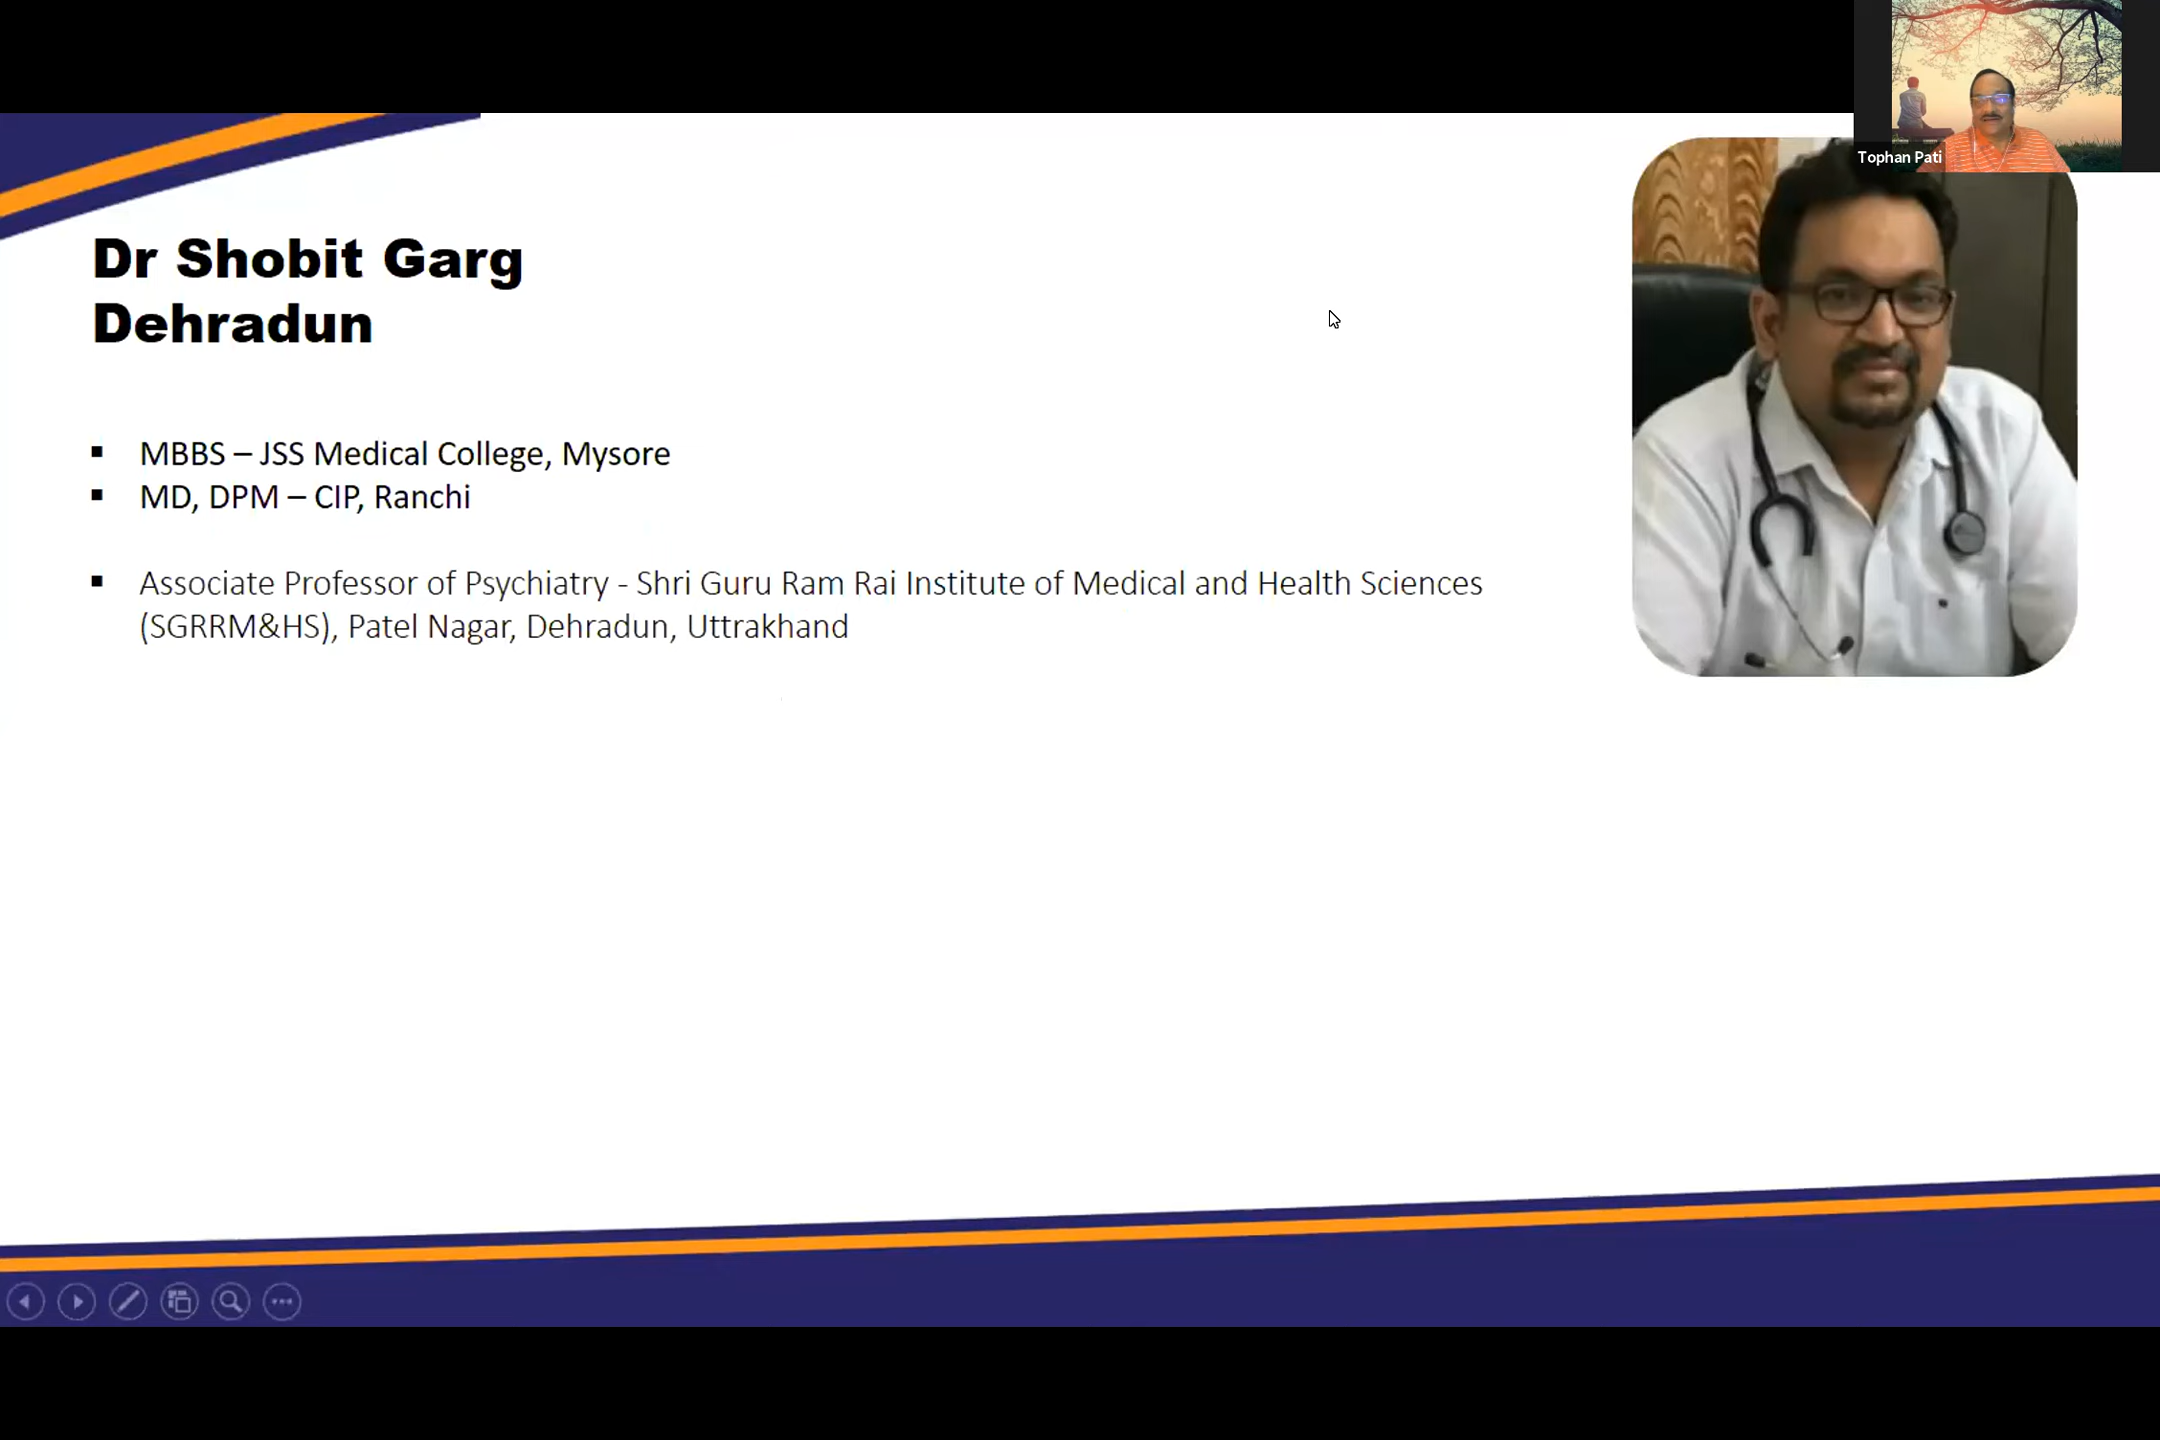 Tophan Pati
Dr Shobit Garg
Dehradun
▪ MBBS – JSS Medical College, Mysore
▪ MD, DPM – CIP, Ranchi
▪ Associate Professor of Psychiatry - Shri Guru Ram Rai Institute of Medical and Health Sciences
(SGRRM&HS), Patel Nagar, Dehradun, Uttrakhand